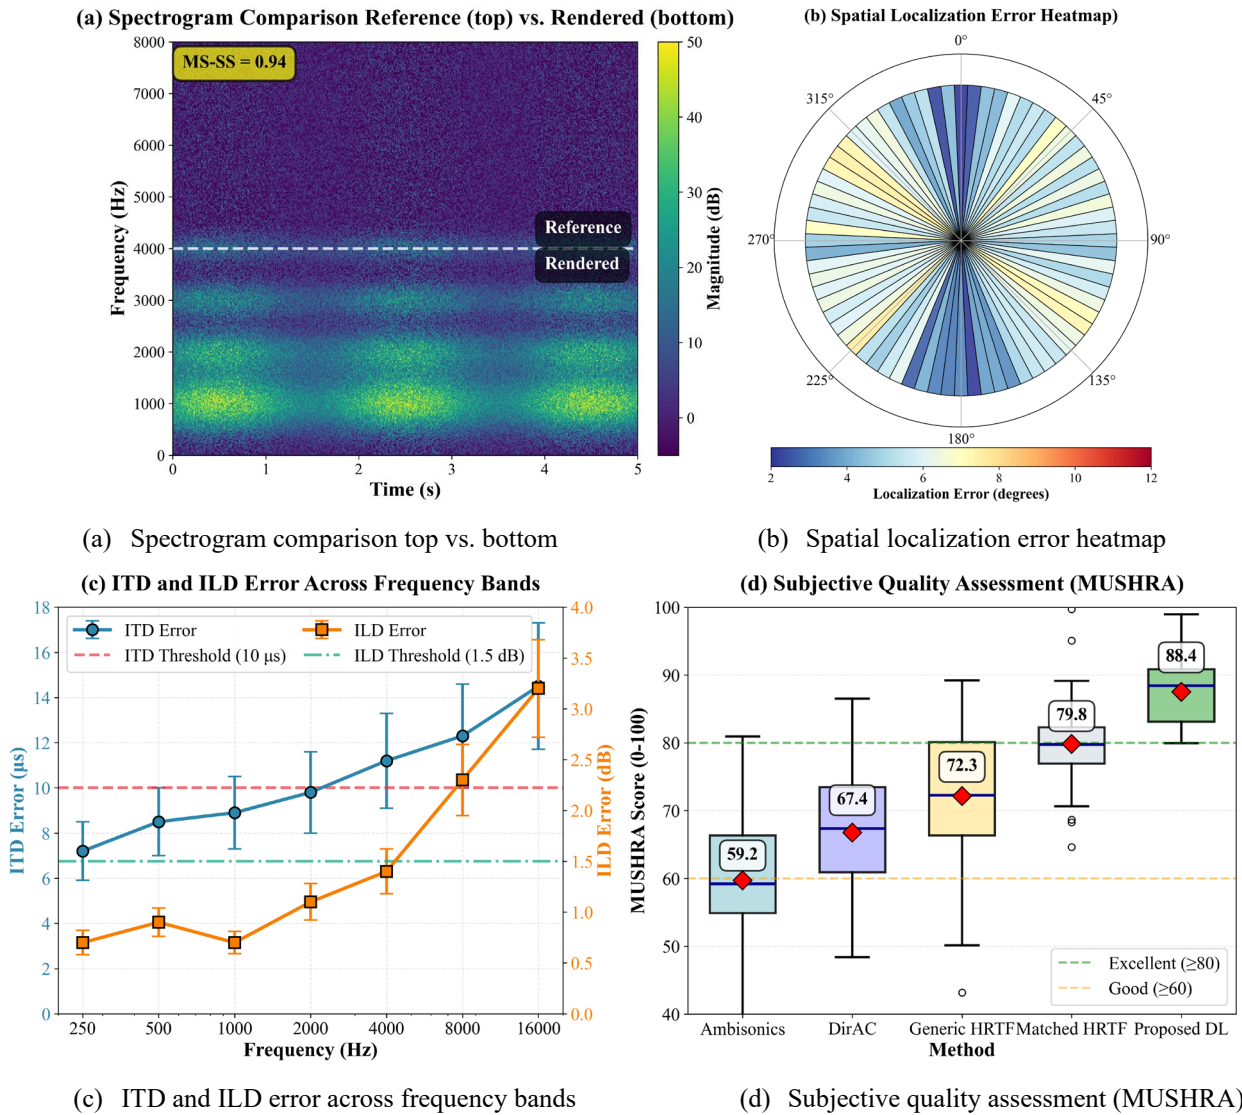 (a) Spectrogram Comparison Reference (top) vs. Rendered (bottom)
8000
7000
6000
5000
4000
3000
2000
1000
0
Frequency (Hz)
MS-SS = 0.94
Reference
Rendered
0 1 2 3 4 5
Time (s)
50
40
30
20
10
0
Magnitude (dB)
(b) Spatial Localization Error Heatmap)
0°
45°
90°
135°
180°
225°
270°
315°
2 4 6 8 10 12
Localization Error (degrees)
(a) Spectrogram comparison top vs. bottom
(b) Spatial localization error heatmap
(c) ITD and ILD Error Across Frequency Bands
18
16
14
12
10
8
6
4
2
0
ITD Error (μs)
ITD Error
ITD Threshold (10 μs)
ILD Error
ILD Threshold (1.5 dB)
4.0
3.5
3.0
2.5
2.0
1.5
1.0
0.5
0.0
ILD Error (dB)
250 500 1000 2000 4000 8000 16000
Frequency (Hz)
(d) Subjective Quality Assessment (MUSHRA)
100
90
80
70
60
50
40
MUSHRA Score (0-100)
59.2
67.4
72.3
79.8
88.4
Excellent (≥80)
Good (≥60)
Ambisonics DirAC Generic HRTF Matched HRTF Proposed DL
Method
(c) ITD and ILD error across frequency bands
(d) Subjective quality assessment (MUSHRA)